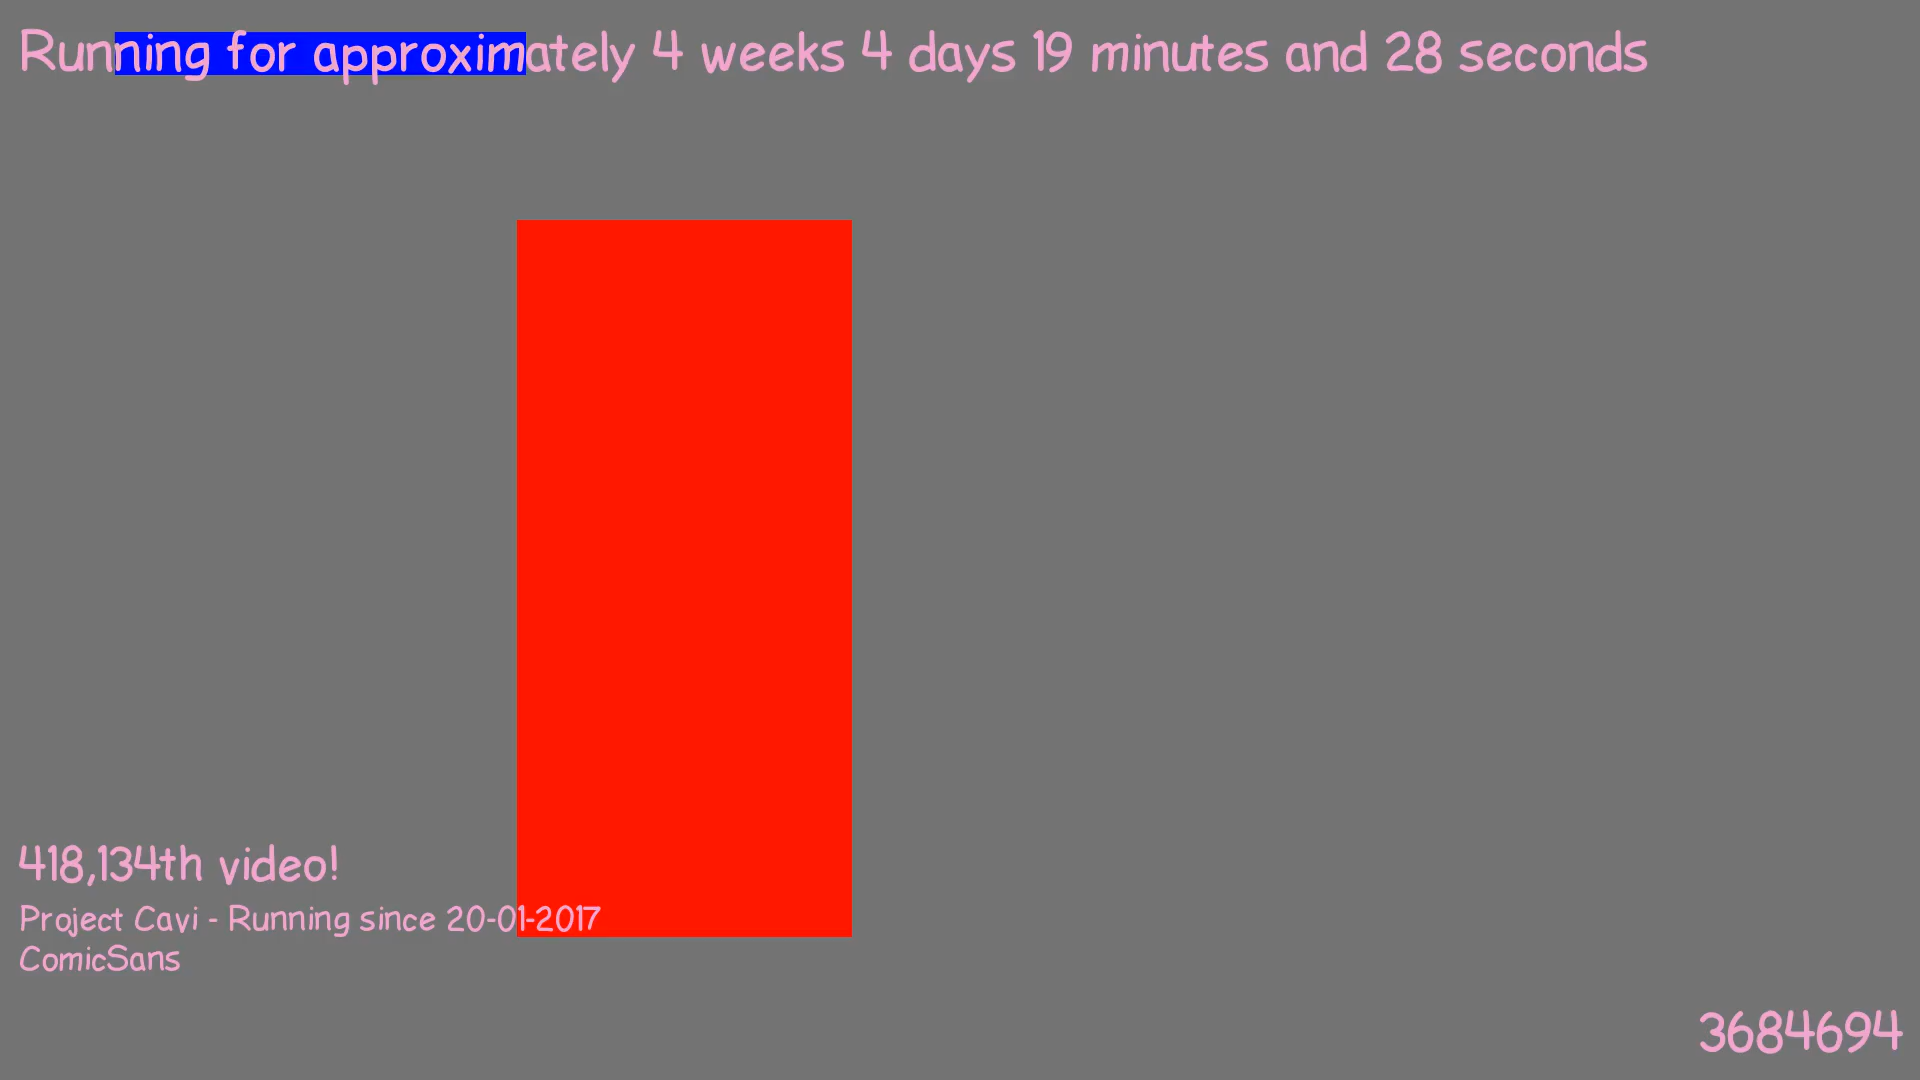 Running for approximately 4 weeks 4 days 19 minutes and 28 seconds
418,134th video!
Project Cavi - Running since 20-01-2017
ComicSans
3684694